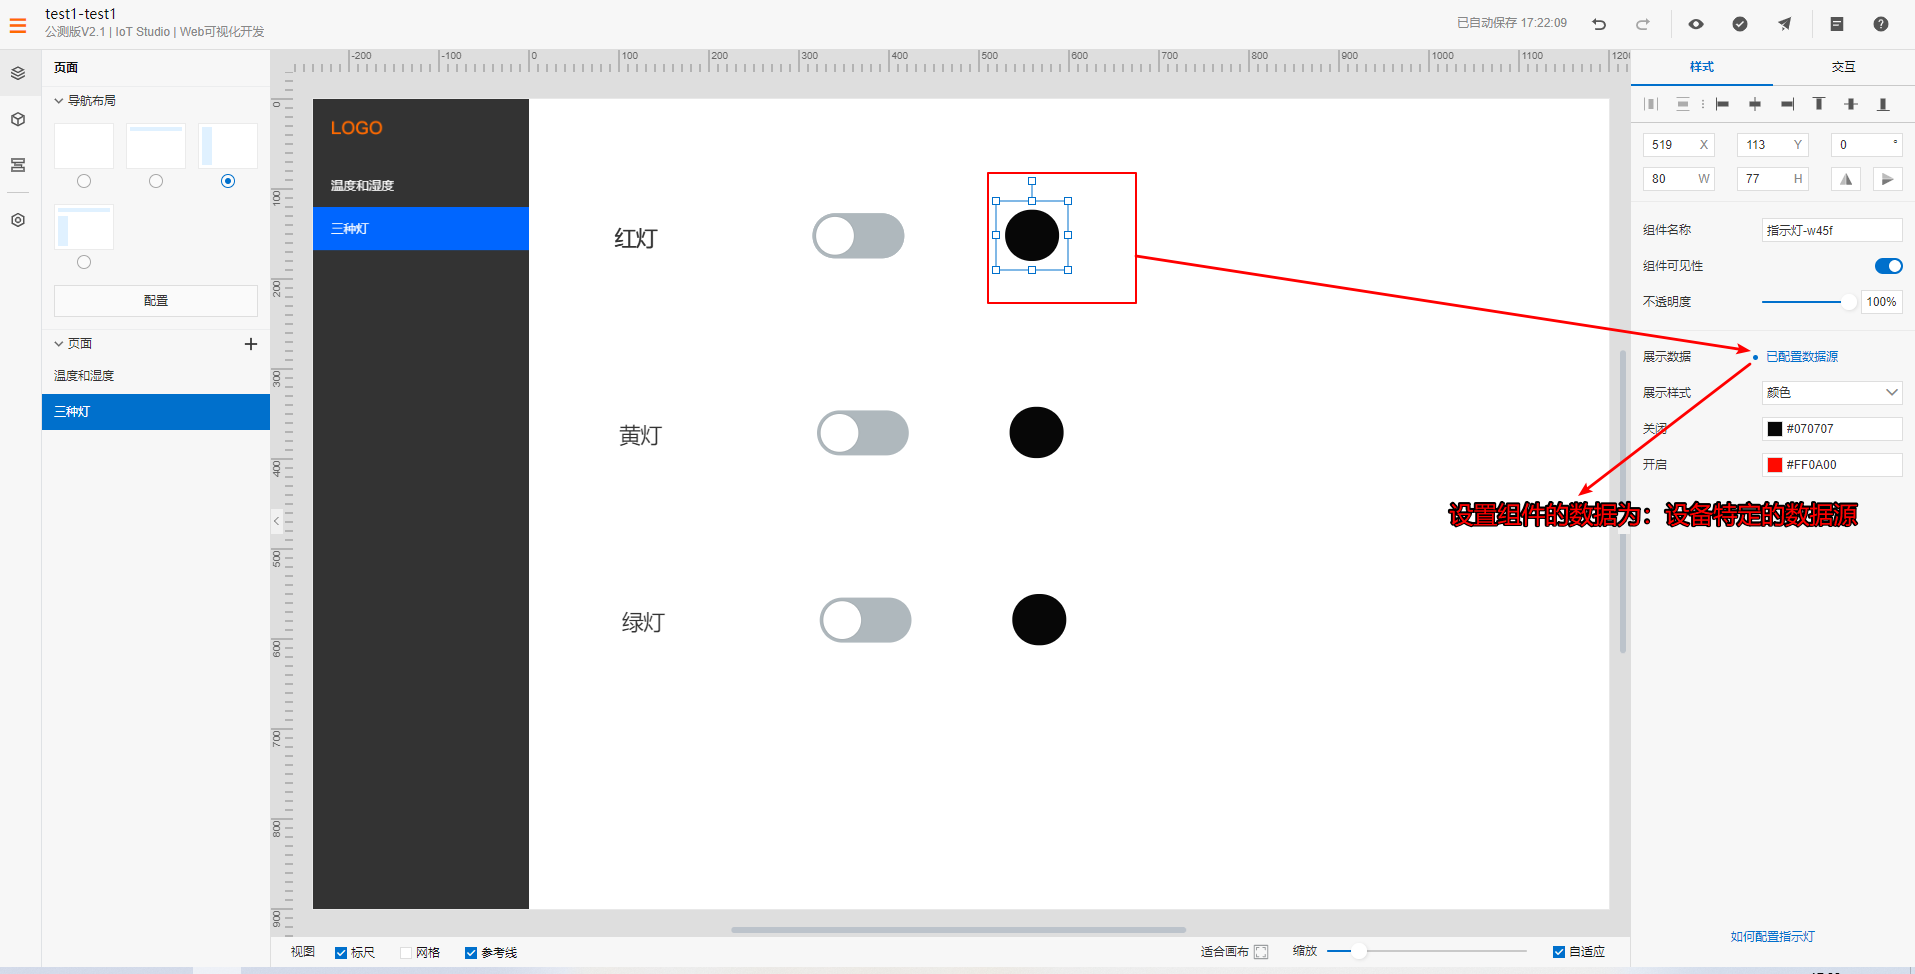 test1-test1
公测版V2.1 | IoT Studio | Web可视化开发
已自动保存 17:22:09
页面
导航布局
配置
页面
温度和湿度
三种灯
-200 -100 0 100 200 300 400 500 600 700 800 900 1000 1100 1200
0
100
200
300
400
500
600
700
800
900
LOGO
温度和湿度
三种灯
红灯
黄灯
绿灯
样式 交互
519 X 113 Y 0 °
80 W 77 H
组件名称 指示灯-w45f
组件可见性
不透明度 100%
展示数据 已配置数据源
展示样式 颜色
关闭 #070707
开启 #FF0A00
设置组件的数据为：设备特定的数据源
如何配置指示灯
视图 标尺 网格 参考线 适合画布 缩放 自适应